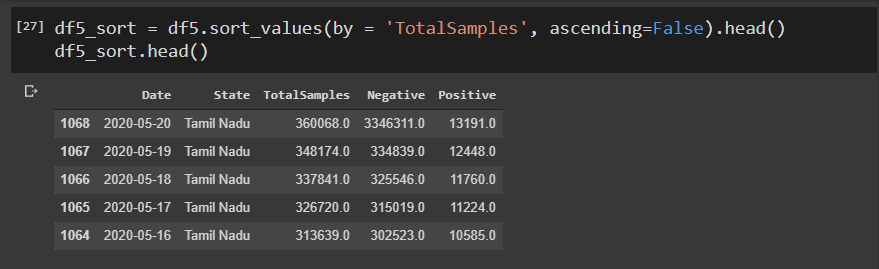 [27] df5_sort = df5.sort_values(by = 'TotalSamples', ascending=False).head()
df5_sort.head()
Date State TotalSamples Negative Positive
1068 2020-05-20 Tamil Nadu 360068.0 3346311.0 13191.0
1067 2020-05-19 Tamil Nadu 348174.0 334839.0 12448.0
1066 2020-05-18 Tamil Nadu 337841.0 325546.0 11760.0
1065 2020-05-17 Tamil Nadu 326720.0 315019.0 11224.0
1064 2020-05-16 Tamil Nadu 313639.0 302523.0 10585.0